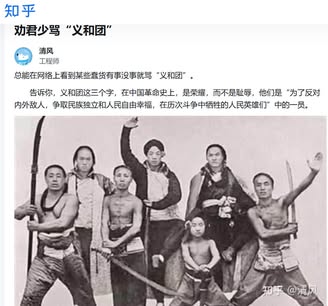 知乎
劝君少骂“义和团”
清风
工程师
总能在网络上看到某些蠢货有事没事就骂“义和团”。
告诉你，义和团这三个字，在中国革命史上，是荣耀，而不是耻辱，他们是“为了反对
内外敌人，争取民族独立和人民自由幸福，在历次斗争中牺牲的人民英雄们”中的一员。
知乎 @清风